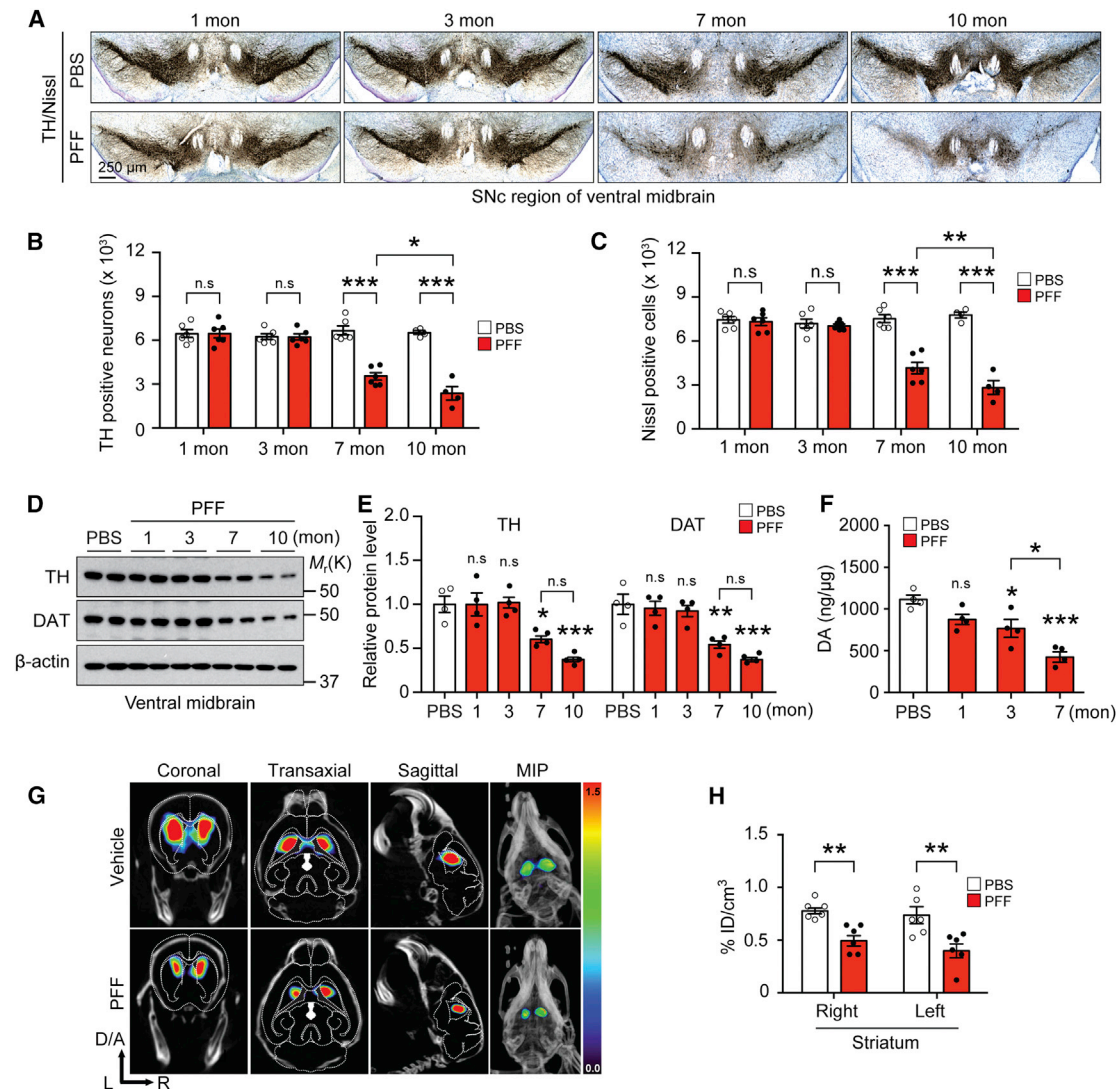 A
1 mon 3 mon 7 mon 10 mon
TH/Nissl
PBS
PFF
250 µm
SNc region of ventral midbrain
B
TH positive neurons (x 10³)
12
9
6
3
0
n.s n.s *** *** *
PBS
PFF
1 mon 3 mon 7 mon 10 mon
C
Nissl positive cells (x 10³)
12
9
6
3
0
n.s n.s *** *** **
PBS
PFF
1 mon 3 mon 7 mon 10 mon
D
PFF
PBS 1 3 7 10 (mon)
Mr(K)
TH
50
DAT
50
β-actin
37
Ventral midbrain
E
Relative protein level
2.0
1.5
1.0
0.5
0
TH DAT
PBS
PFF
n.s n.s * *** n.s
n.s n.s ** *** n.s
PBS 1 3 7 10 PBS 1 3 7 10 (mon)
F
DA (ng/µg)
2000
1500
1000
500
0
PBS
PFF
n.s * *** *
PBS 1 3 7 (mon)
G
Coronal Transaxial Sagittal MIP
Vehicle
PFF
1.5
0.0
D/A
L R
H
% ID/cm³
1.5
1.0
0.5
0
** **
PBS
PFF
Right Left
Striatum